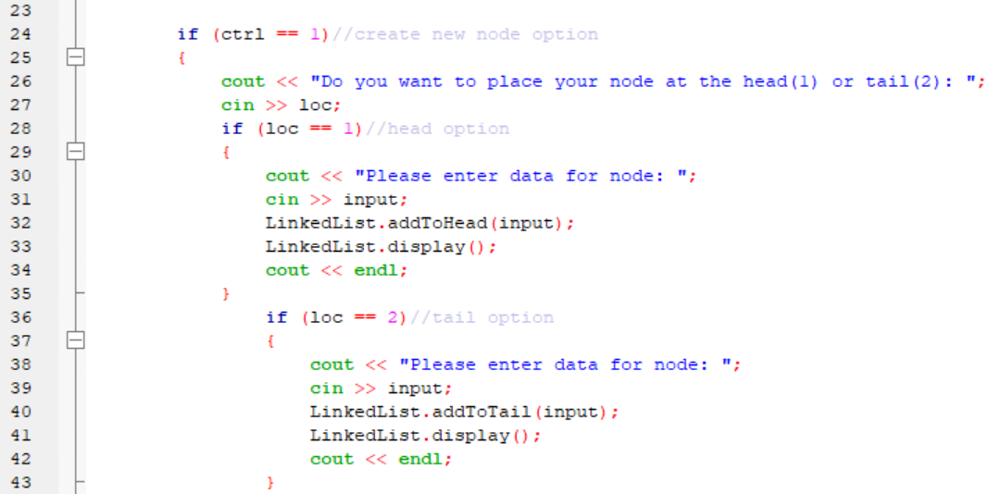 23
24 if (ctrl == 1)//create new node option
25 {
26 cout << "Do you want to place your node at the head(1) or tail(2): ";
27 cin >> loc;
28 if (loc == 1)//head option
29 {
30 cout << "Please enter data for node: ";
31 cin >> input;
32 LinkedList.addToHead(input);
33 LinkedList.display();
34 cout << endl;
35 }
36 if (loc == 2)//tail option
37 {
38 cout << "Please enter data for node: ";
39 cin >> input;
40 LinkedList.addToTail(input);
41 LinkedList.display();
42 cout << endl;
43 }